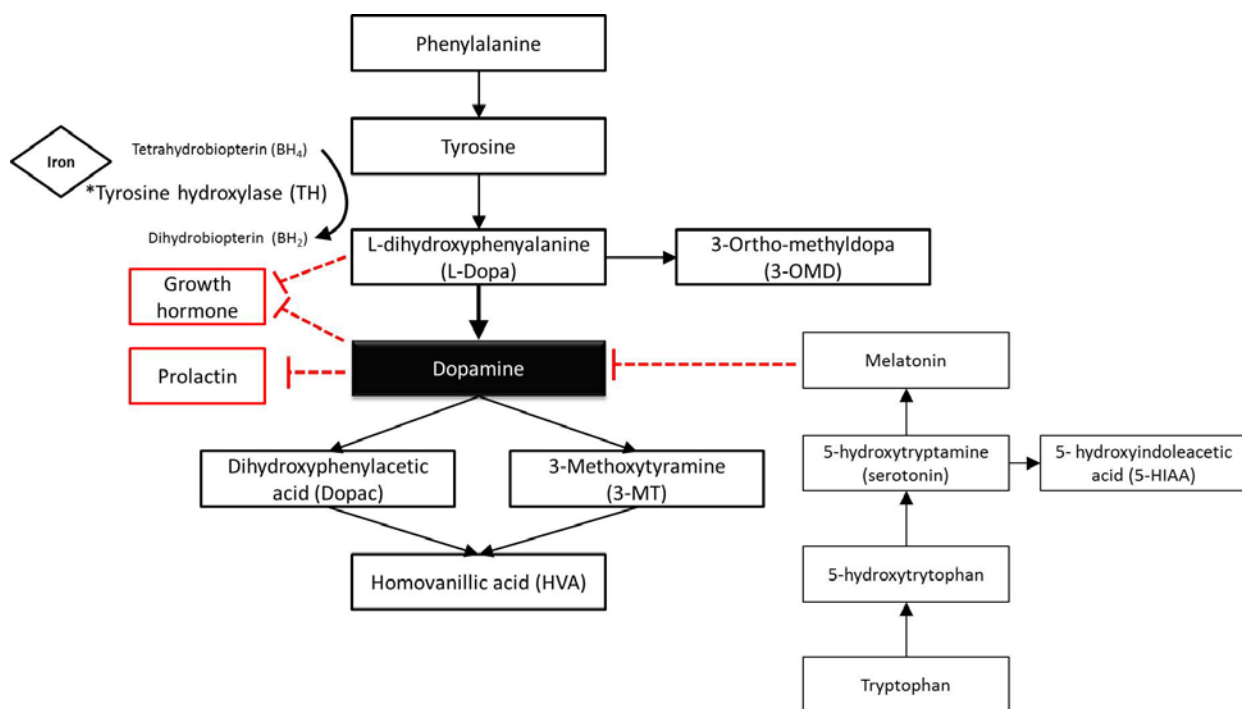 Phenylalanine
Tyrosine
Iron
Tetrahydrobiopterin (BH₄)
*Tyrosine hydroxylase (TH)
Dihydrobiopterin (BH₂)
L-dihydroxyphenyalanine
(L-Dopa)
3-Ortho-methyldopa
(3-OMD)
Growth
hormone
Prolactin
Dopamine
Melatonin
Dihydroxyphenylacetic
acid (Dopac)
3-Methoxytyramine
(3-MT)
5-hydroxytryptamine
(serotonin)
5- hydroxyindoleacetic
acid (5-HIAA)
Homovanillic acid (HVA)
5-hydroxytrytophan
Tryptophan